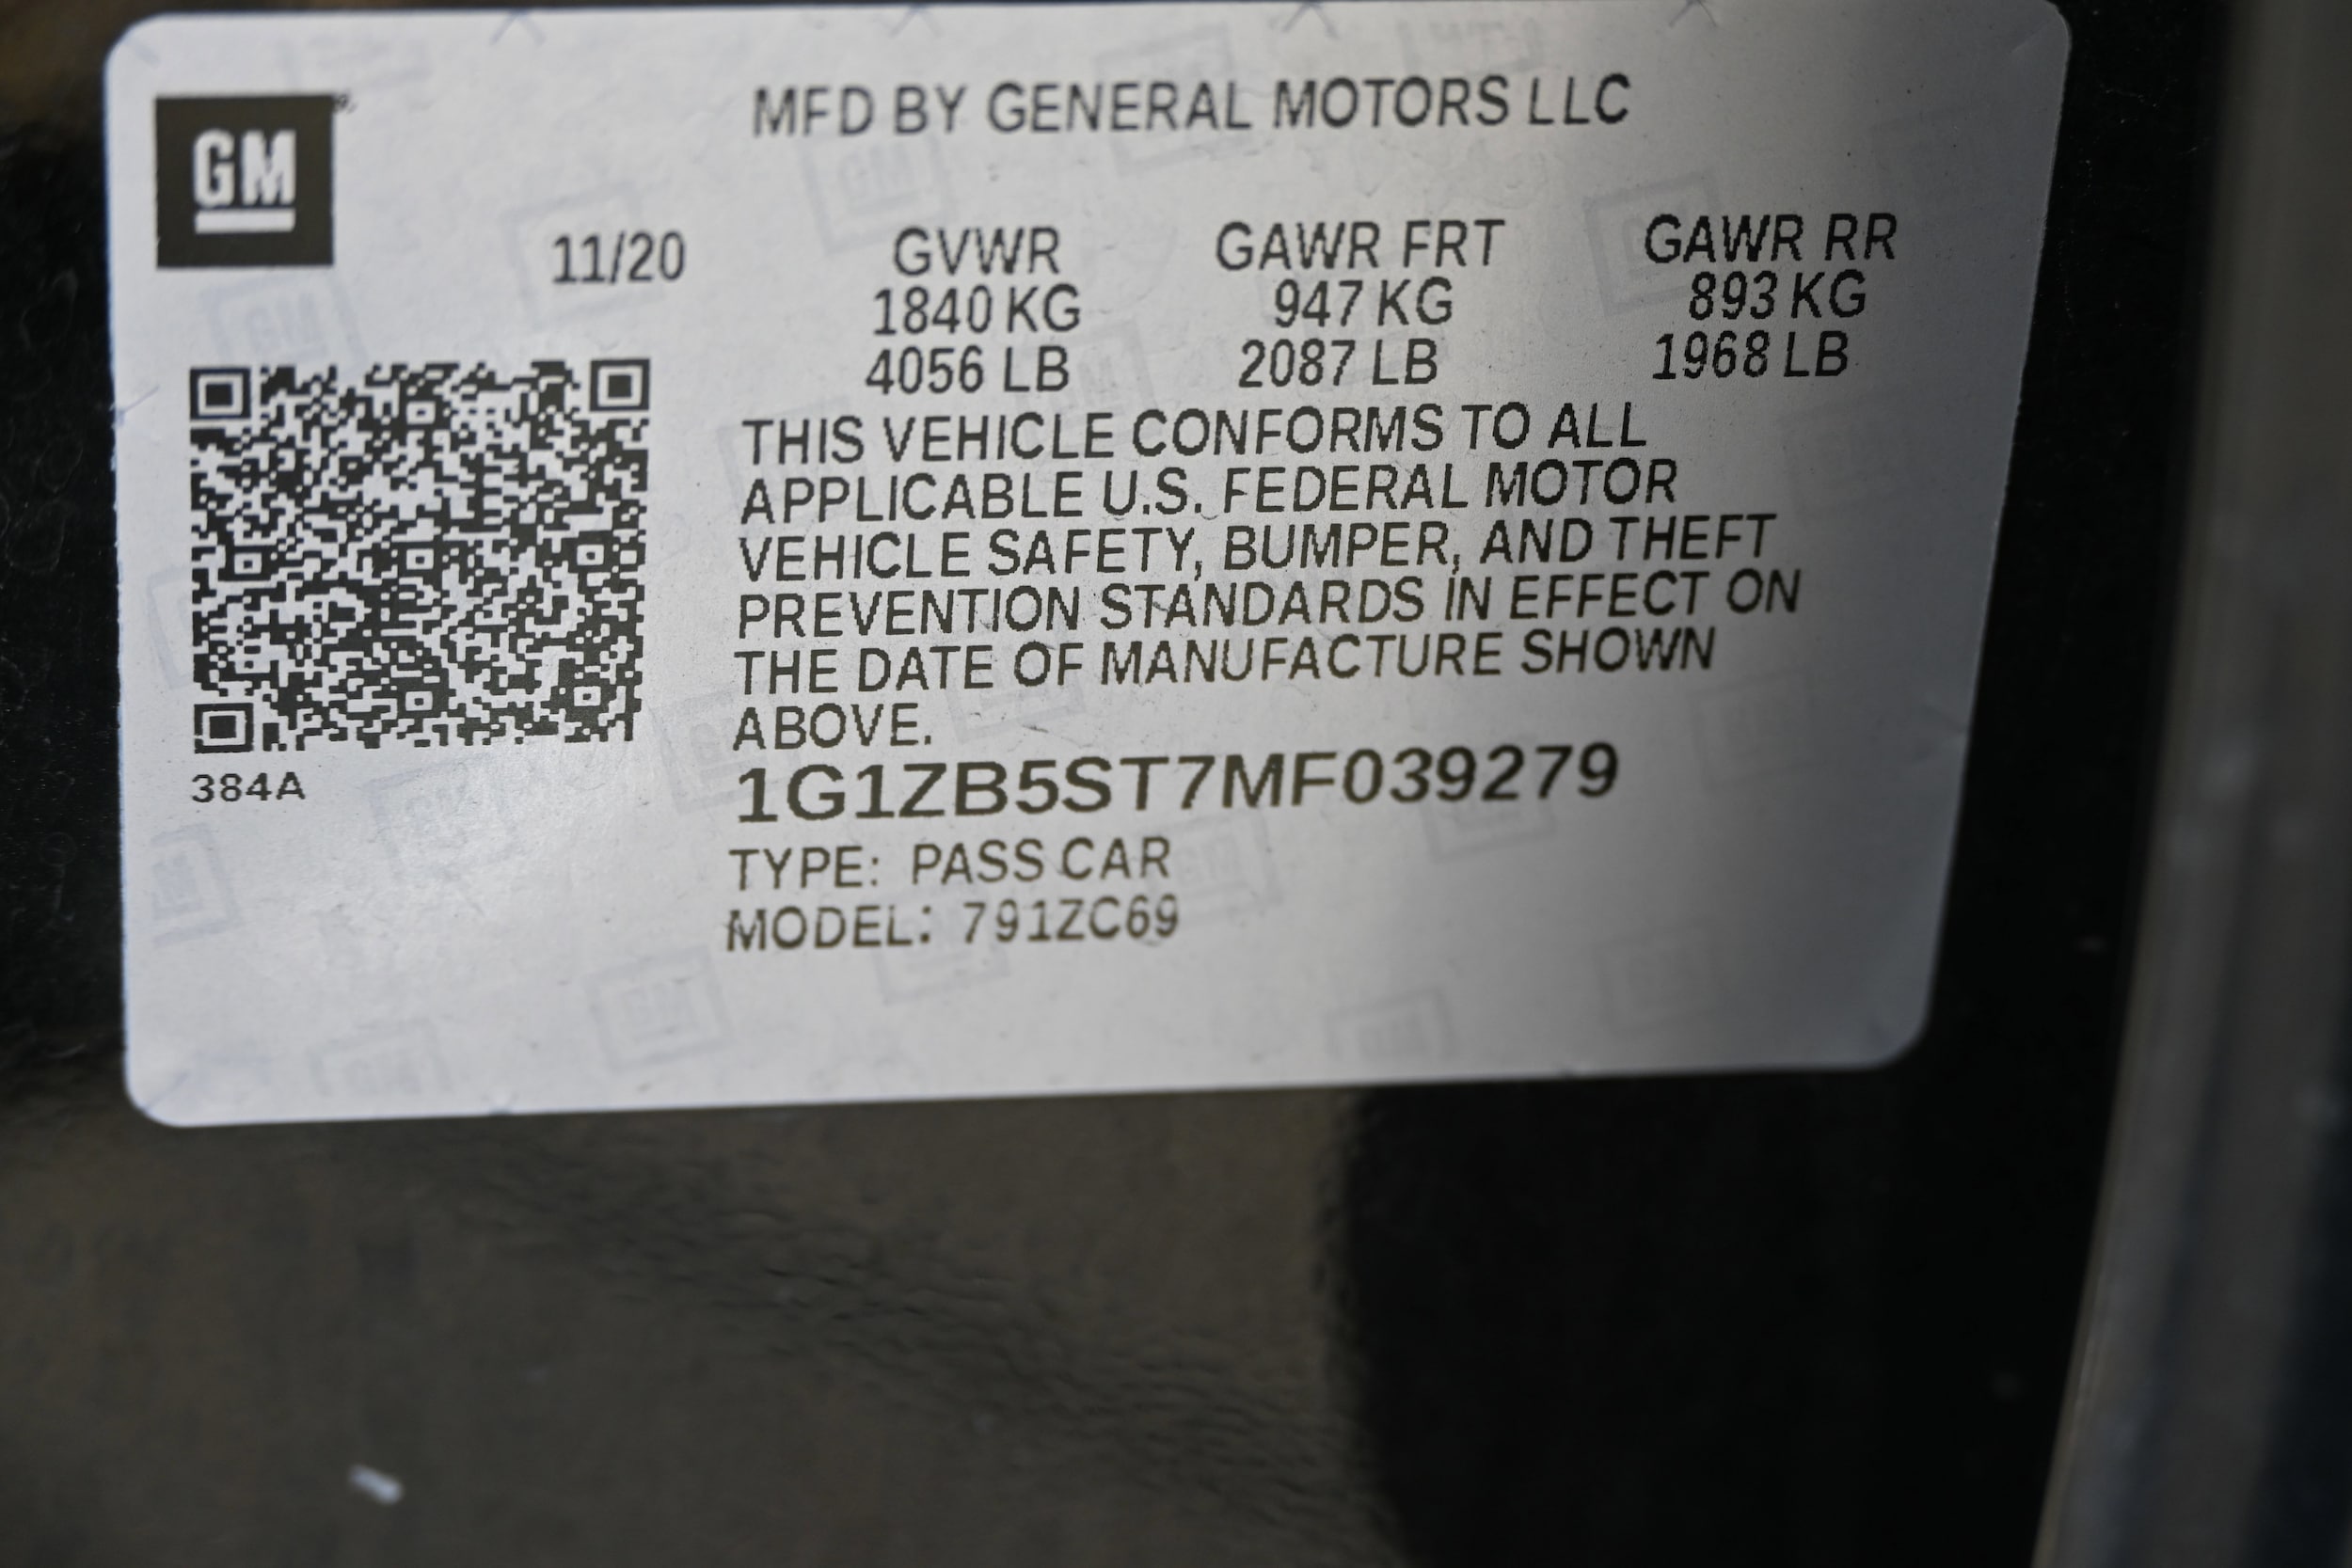 GM
MFD BY GENERAL MOTORS LLC
11/20 GVWR GAWR FRT GAWR RR
1840 KG 947 KG 893 KG
4056 LB 2087 LB 1968 LB
THIS VEHICLE CONFORMS TO ALL
APPLICABLE U.S. FEDERAL MOTOR
VEHICLE SAFETY, BUMPER, AND THEFT
PREVENTION STANDARDS IN EFFECT ON
THE DATE OF MANUFACTURE SHOWN
ABOVE.
384A
1G1ZB5ST7MF039279
TYPE: PASS CAR
MODEL: 791ZC69